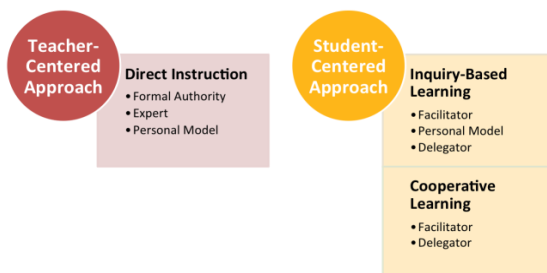 Teacher-
Centered
Approach
Direct Instruction
• Formal Authority
• Expert
• Personal Model
Student-
Centered
Approach
Inquiry-Based
Learning
• Facilitator
• Personal Model
• Delegator
Cooperative
Learning
• Facilitator
• Delegator